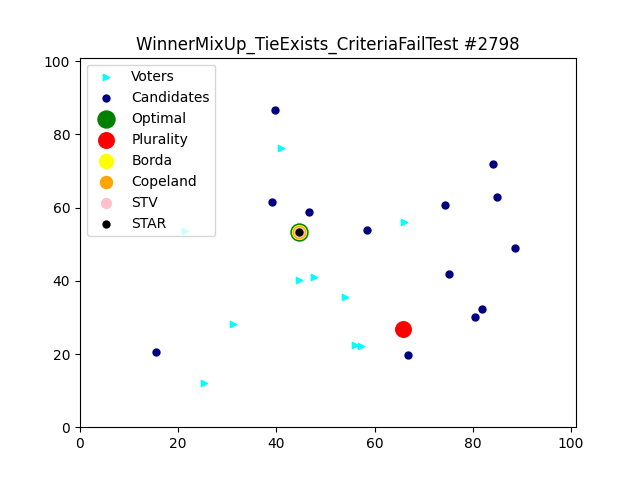 WinnerMixUp_TieExists_CriteriaFailTest #2798
Voters
Candidates
Optimal
Plurality
Borda
Copeland
STV
STAR
100
80
60
40
20
0
0 20 40 60 80 100